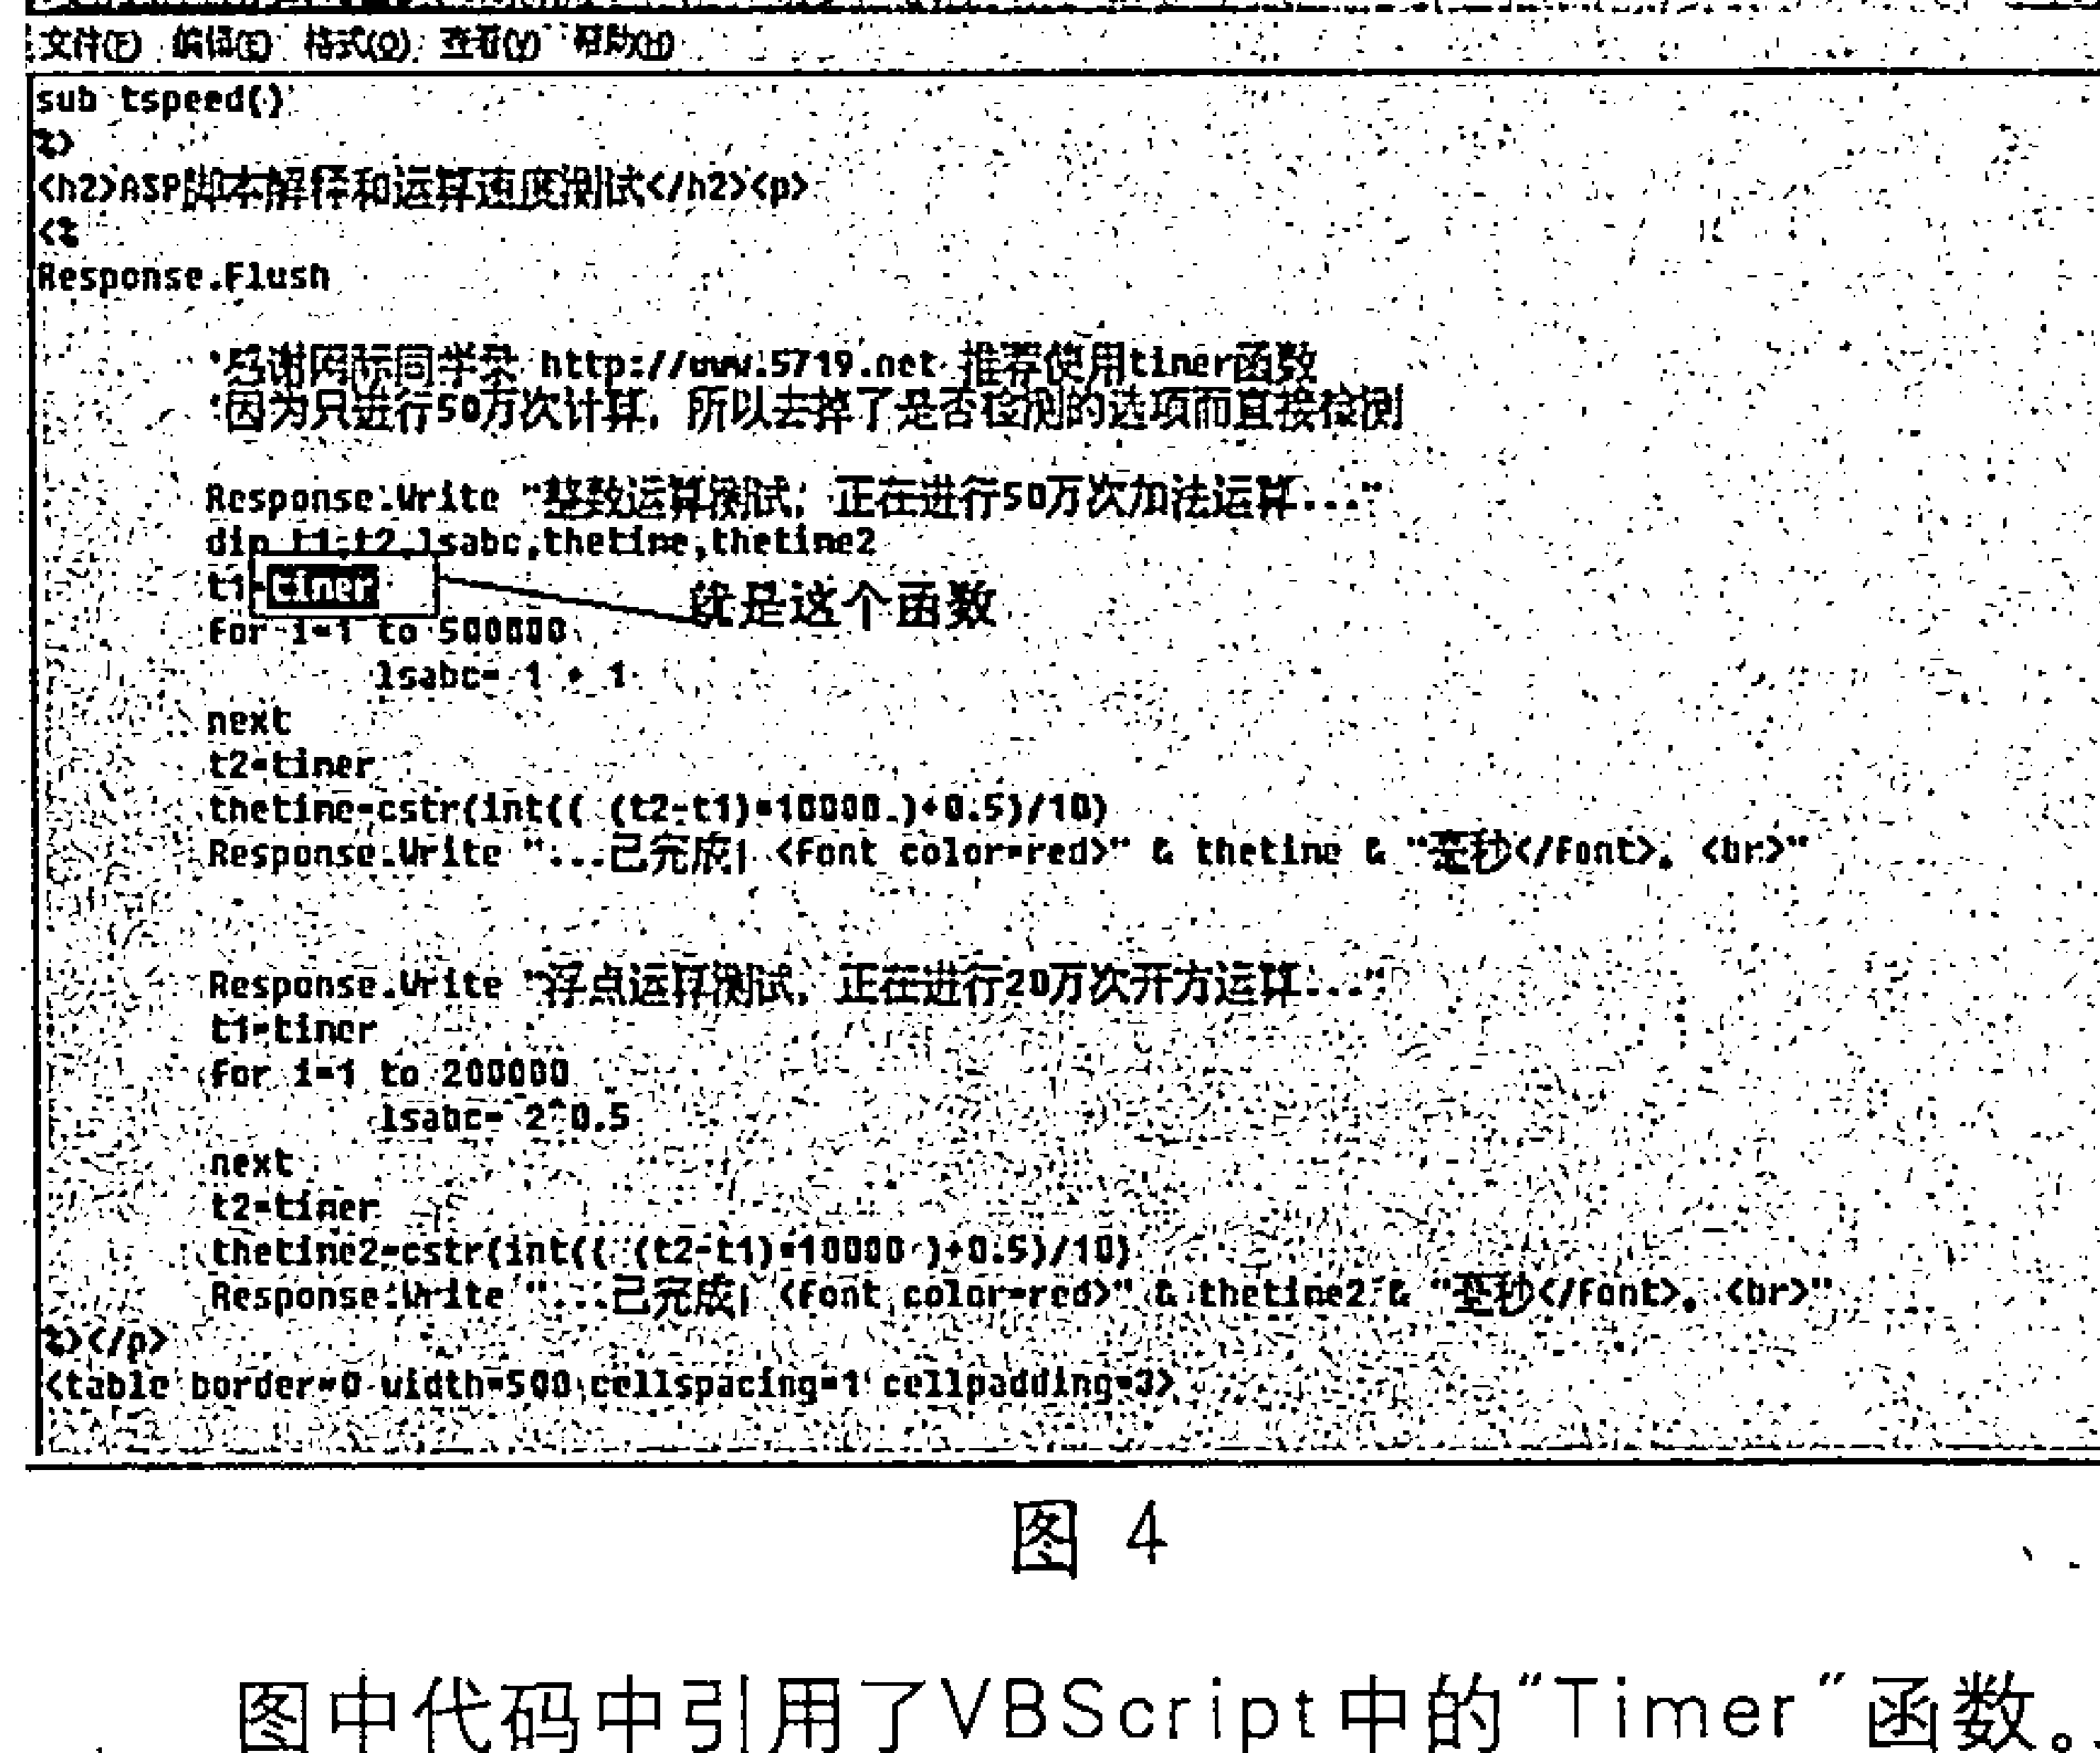 文件(F) 编辑(E) 格式(O) 查看(V) 帮助(H)
sub tspeed()
%>
<h2>ASP脚本解释和运算速度测试</h2><p>
<%
Response.Flush
'感谢网际同学录 http://www.5719.net 推荐使用timer函数
'因为只进行50万次计算，所以去掉了是否检测的选项而直接检测
Response.Write "整数运算测试，正在进行50万次加法运算..."
dim t1,t2,lsabc,thetime,thetime2
t1=timer
就是这个函数
for i=1 to 500000
lsabc= 1 + 1
next
t2=timer
thetime=cstr(int(( (t2-t1)*10000 )+0.5)/10)
Response.Write "...已完成！<font color=red>" & thetime & "毫秒</font>。<br>"
Response.Write "浮点运算测试，正在进行20万次开方运算..."
t1=timer
for i=1 to 200000
lsabc= 2^0.5
next
t2=timer
thetime2=cstr(int(( (t2-t1)*10000 )+0.5)/10)
Response.Write "...已完成！<font color=red>" & thetime2 & "毫秒</font>。<br>"
%></p>
<table border=0 width=500 cellspacing=1 cellpadding=3>
图 4
图中代码中引用了VBScript中的“Timer”函数。